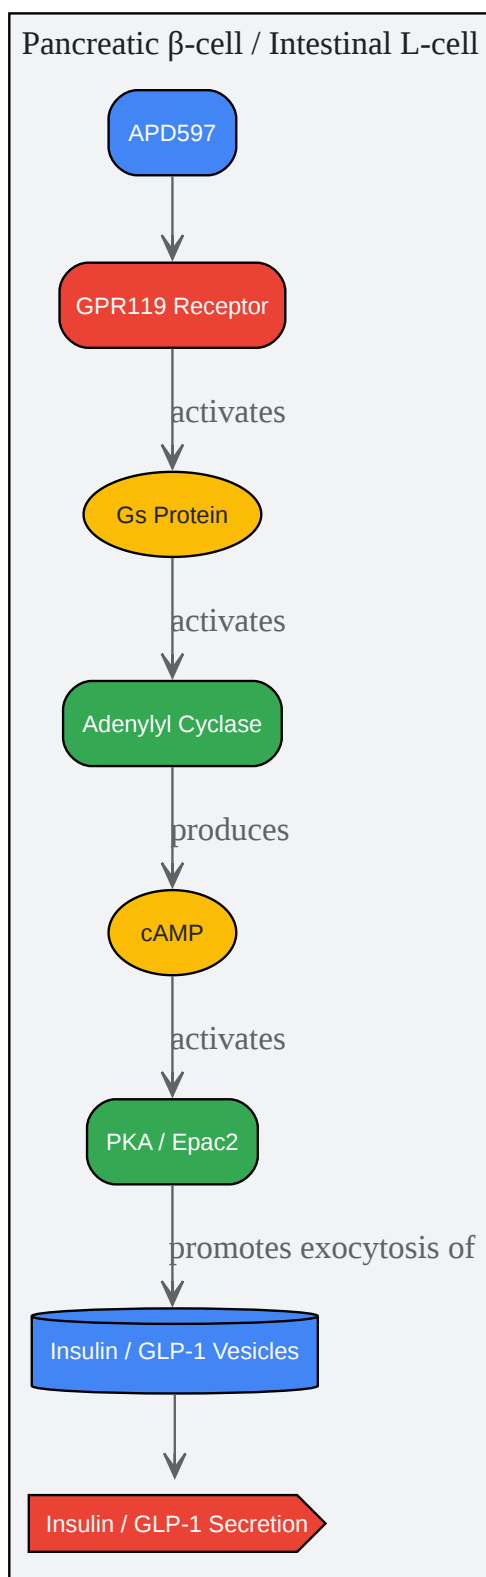 Pancreatic β-cell / Intestinal L-cell
APD597
GPR119 Receptor
activates
Gs Protein
activates
Adenylyl Cyclase
produces
cAMP
activates
PKA / Epac2
promotes exocytosis of
Insulin / GLP-1 Vesicles
Insulin / GLP-1 Secretion